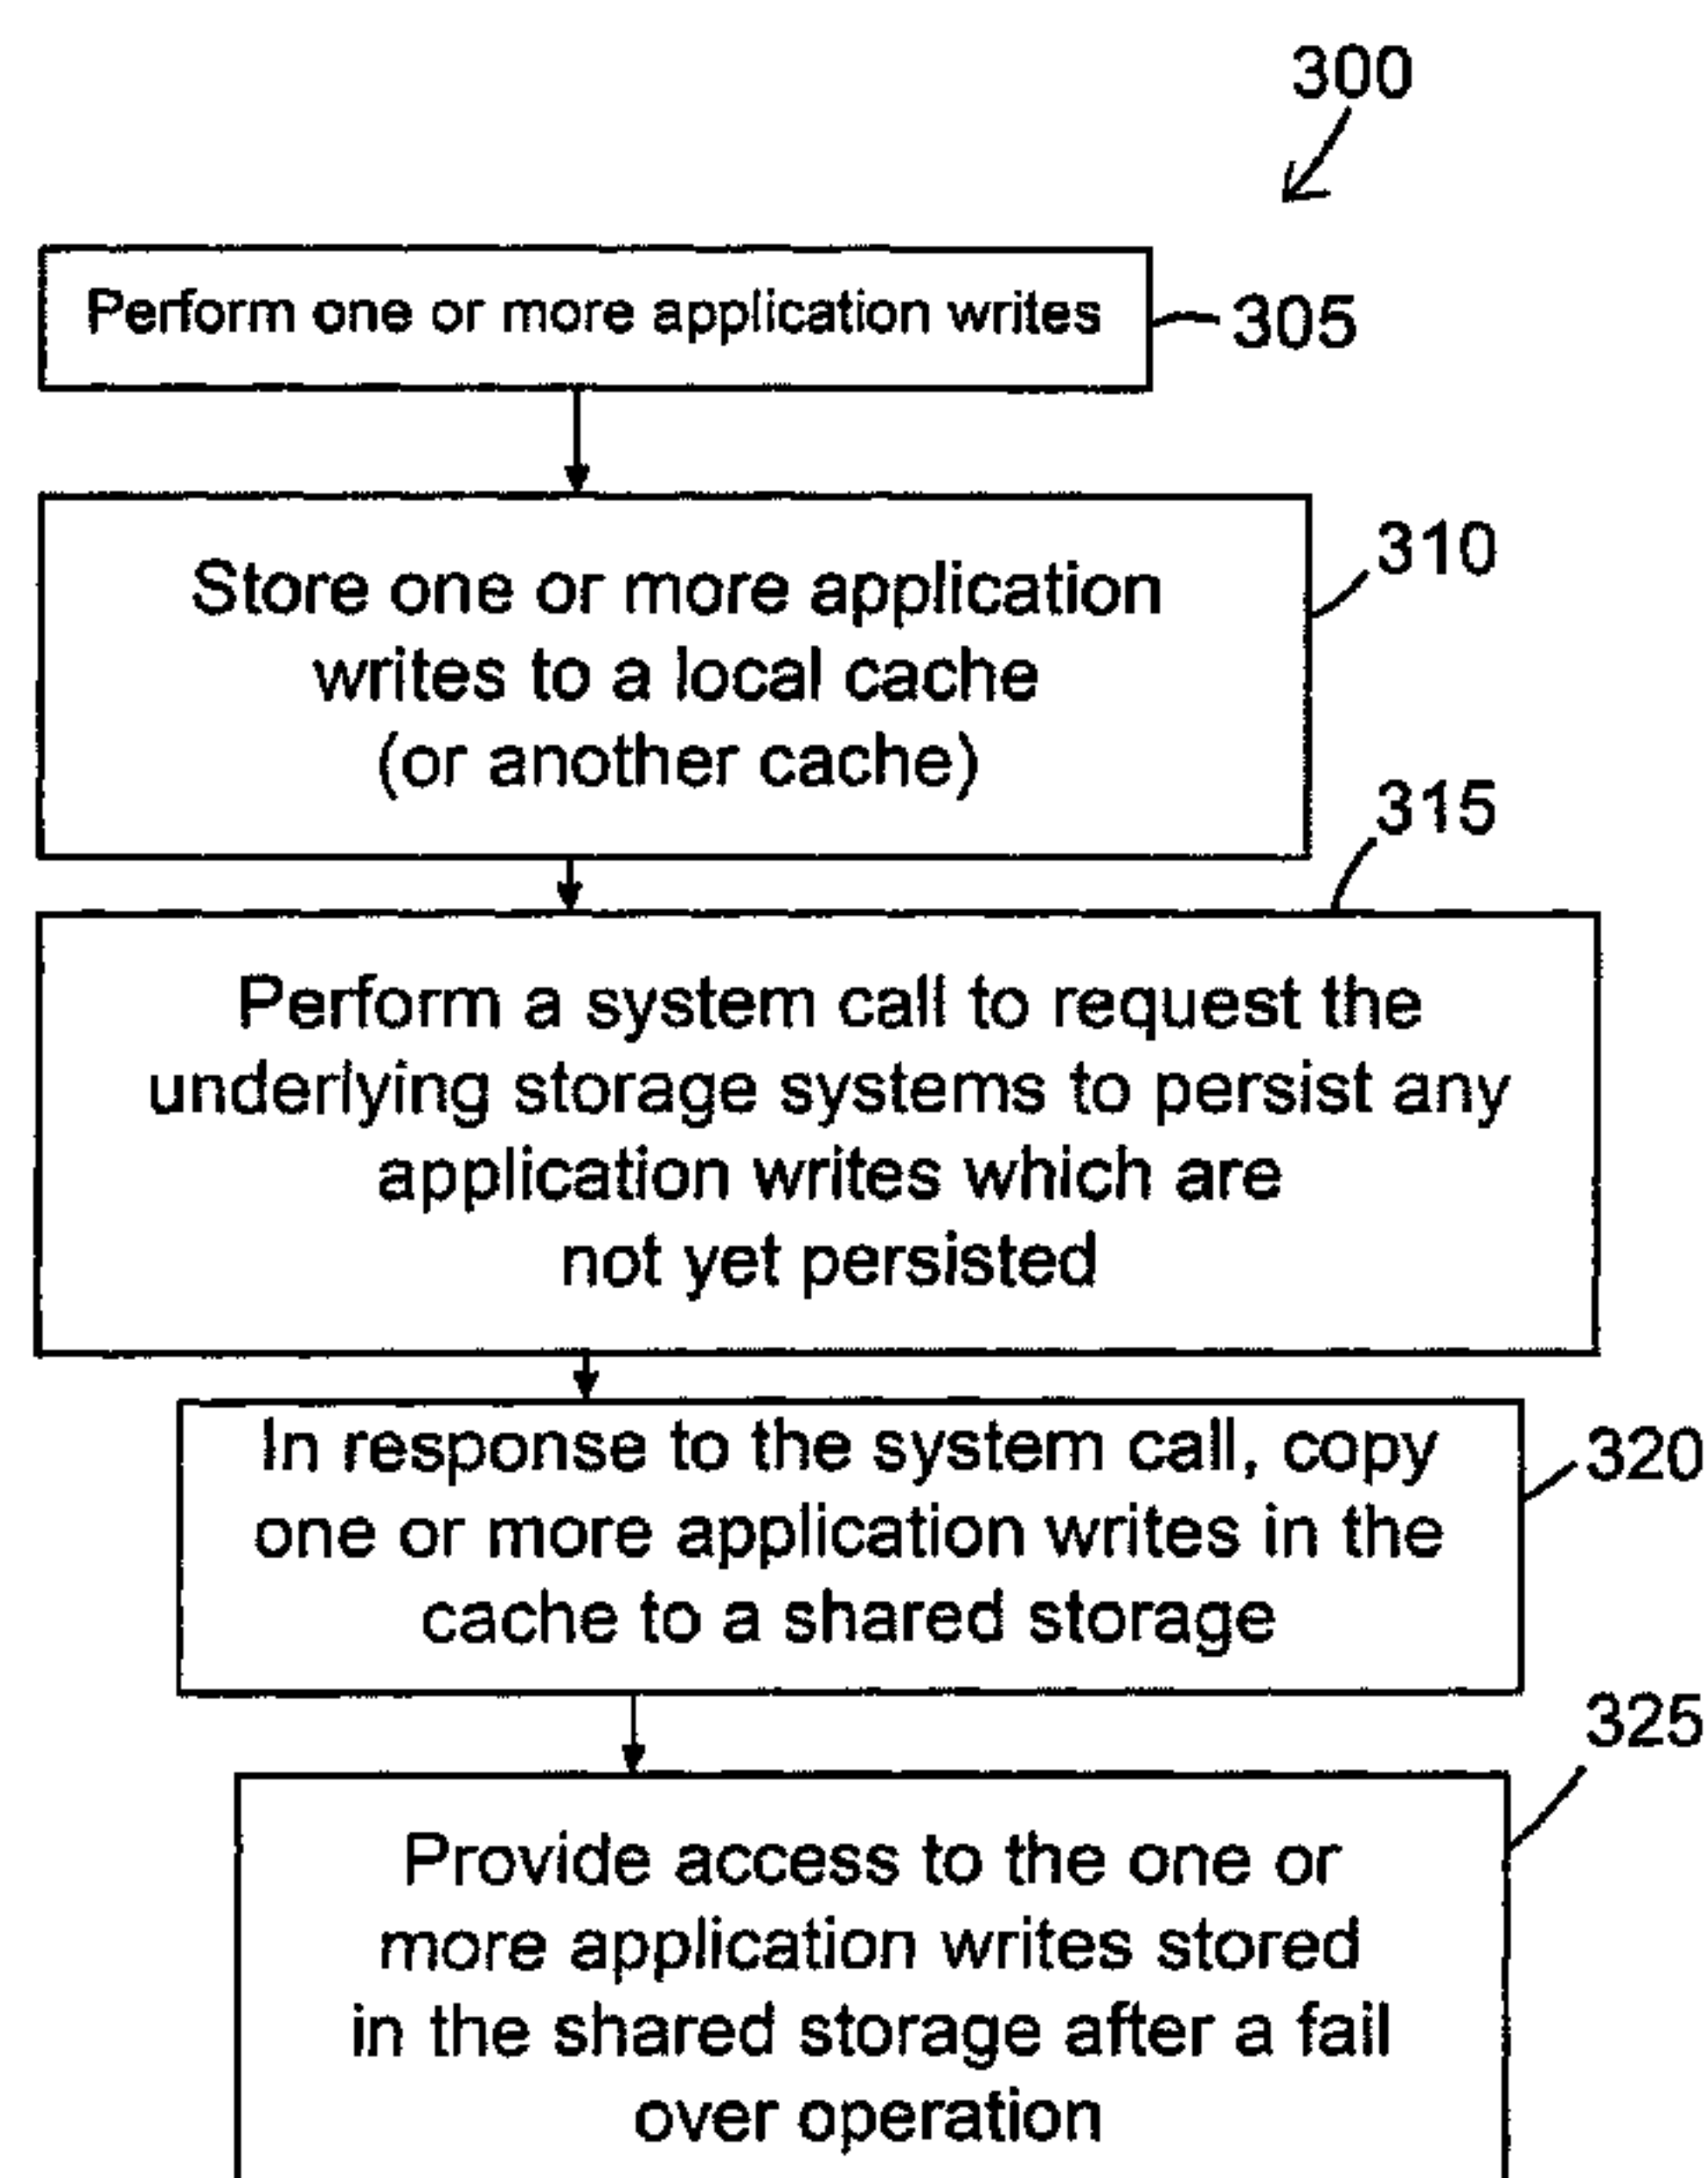 300
Perform one or more application writes
305
Store one or more application
writes to a local cache
(or another cache)
310
315
Perform a system call to request the
underlying storage systems to persist any
application writes which are
not yet persisted
In response to the system call, copy
one or more application writes in the
cache to a shared storage
320
325
Provide access to the one or
more application writes stored
in the shared storage after a fail
over operation